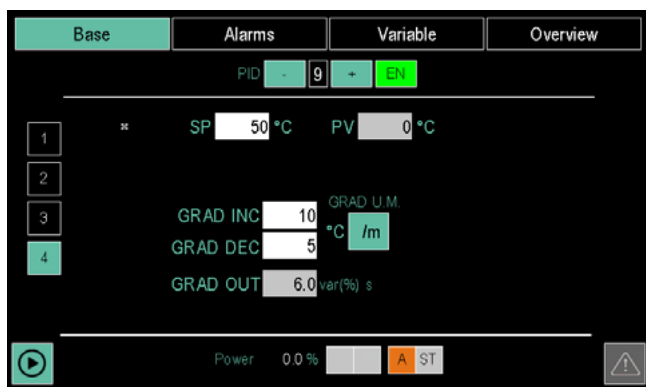 Base Alarms Variable Overview
PID - 9 + EN
1 SP 50 °C PV 0 °C
2
GRAD U.M.
3 GRAD INC 10 °C /m
4 GRAD DEC 5
GRAD OUT 6.0 var(%) s
Power 0.0 % A ST